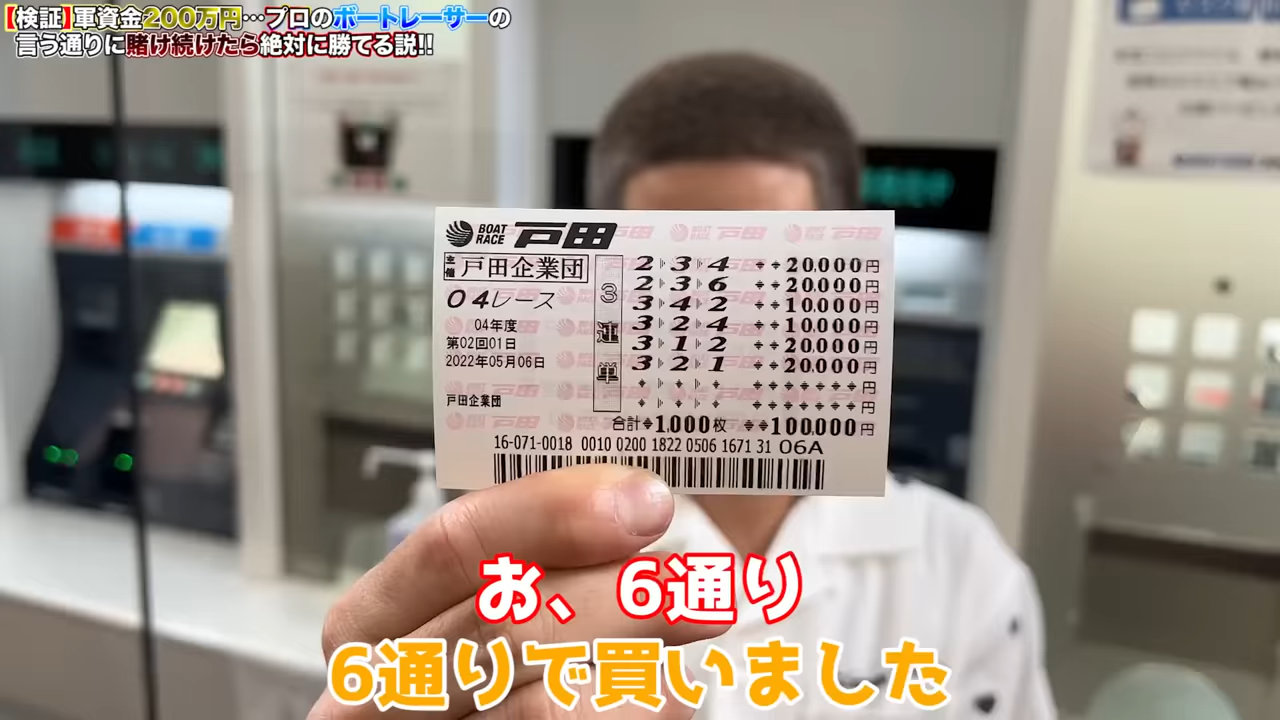 【検証】軍資金200万円…プロのボートレーサーの
言う通りに賭け続けたら絶対に勝てる説!!
BOAT RACE 戸田
主催 戸田企業団
04レース
04年度
第02回01日
2022年05月06日
戸田企業団
3連単
2 3 4 20,000円
2 3 6 20,000円
3 4 2 10,000円
3 2 4 10,000円
3 1 2 20,000円
3 2 1 20,000円
円
円
合計 1,000枚 100,000円
16-071-0018 0010 0200 1822 0506 1671 31 06A
お、6通り
6通りで買いました